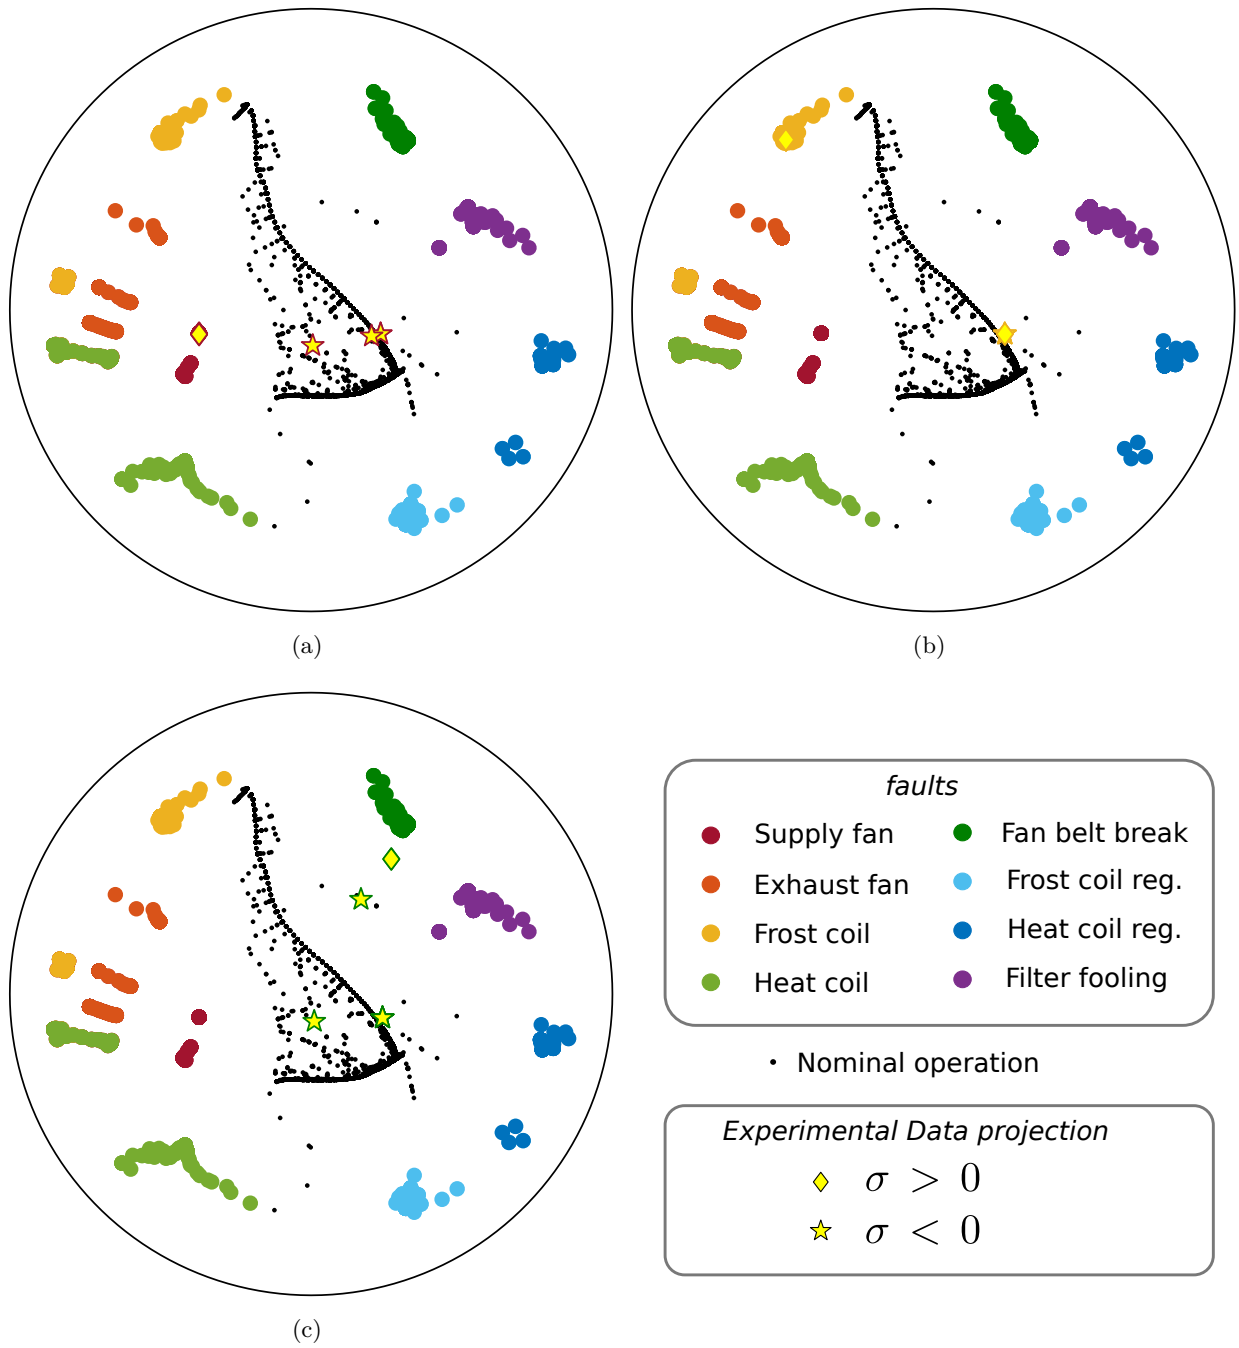 (a)
(b)
faults
Supply fan
Fan belt break
Exhaust fan
Frost coil reg.
Frost coil
Heat coil reg.
Heat coil
Filter fooling
Nominal operation
Experimental Data projection
σ > 0
σ < 0
(c)